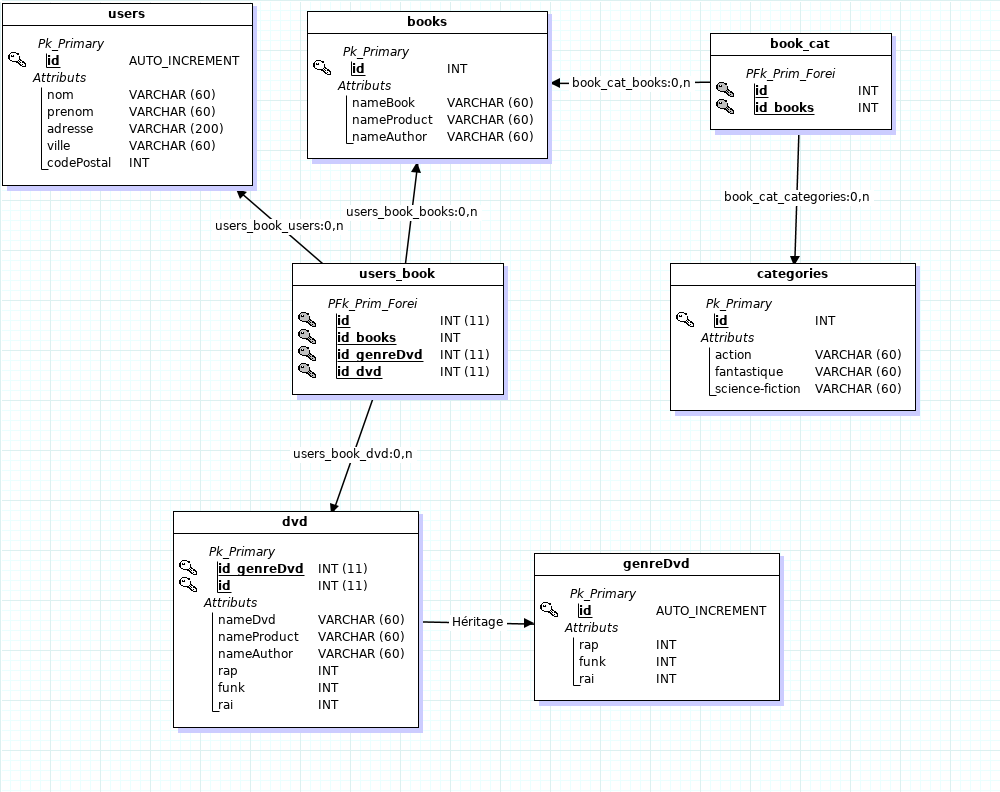 users
Pk_Primary
id AUTO_INCREMENT
Attributs
nom VARCHAR (60)
prenom VARCHAR (60)
adresse VARCHAR (200)
ville VARCHAR (60)
codePostal INT
books
Pk_Primary
id INT
Attributs
nameBook VARCHAR (60)
nameProduct VARCHAR (60)
nameAuthor VARCHAR (60)
book_cat_books:0,n
book_cat
PFk_Prim_Forei
id INT
id_books INT
users_book_users:0,n
users_book_books:0,n
book_cat_categories:0,n
users_book
PFk_Prim_Forei
id INT (11)
id_books INT
id_genreDvd INT (11)
id_dvd INT (11)
categories
Pk_Primary
id INT
Attributs
action VARCHAR (60)
fantastique VARCHAR (60)
science-fiction VARCHAR (60)
users_book_dvd:0,n
dvd
Pk_Primary
id_genreDvd INT (11)
id INT (11)
Attributs
nameDvd VARCHAR (60)
nameProduct VARCHAR (60)
nameAuthor VARCHAR (60)
rap INT
funk INT
rai INT
Héritage
genreDvd
Pk_Primary
id AUTO_INCREMENT
Attributs
rap INT
funk INT
rai INT